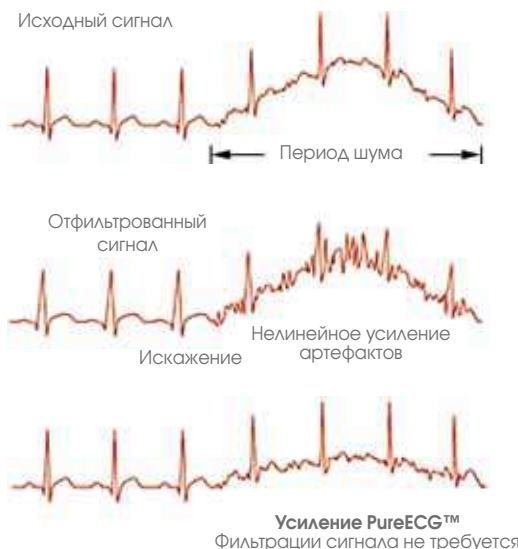 Исходный сигнал
Период шума
Отфильтрованный
сигнал
Искажение
Нелинейное усиление
артефактов
Усиление PureECG™
Фильтрации сигнала не требуется